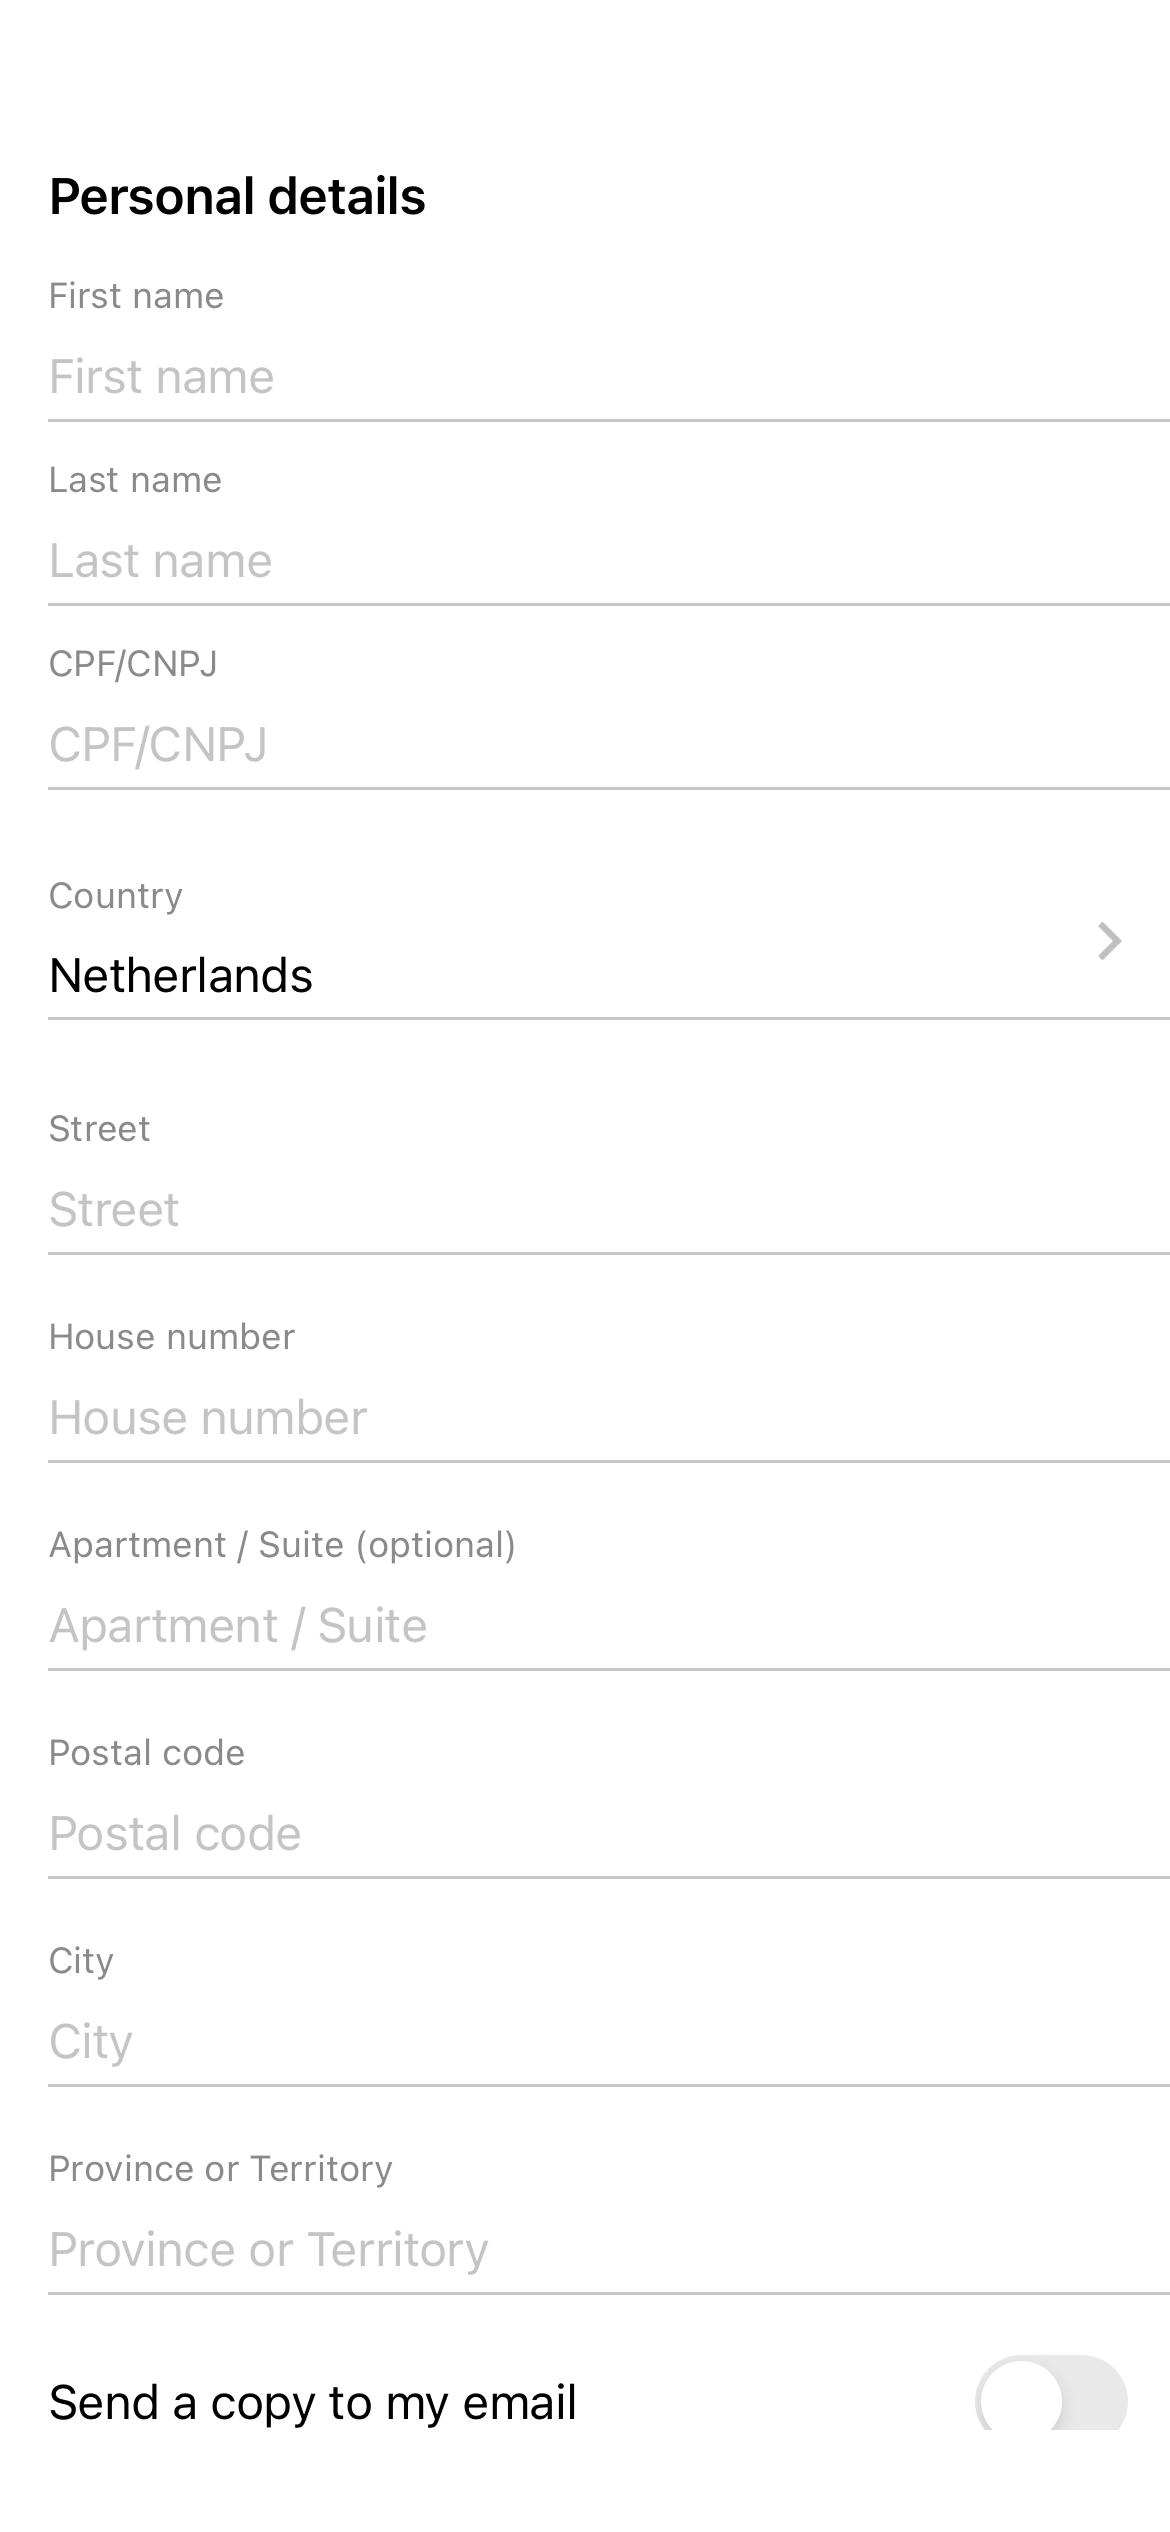 Personal details
First name
First name
Last name
Last name
CPF/CNPJ
CPF/CNPJ
Country
Netherlands
Street
Street
House number
House number
Apartment / Suite (optional)
Apartment / Suite
Postal code
Postal code
City
City
Province or Territory
Province or Territory
Send a copy to my email